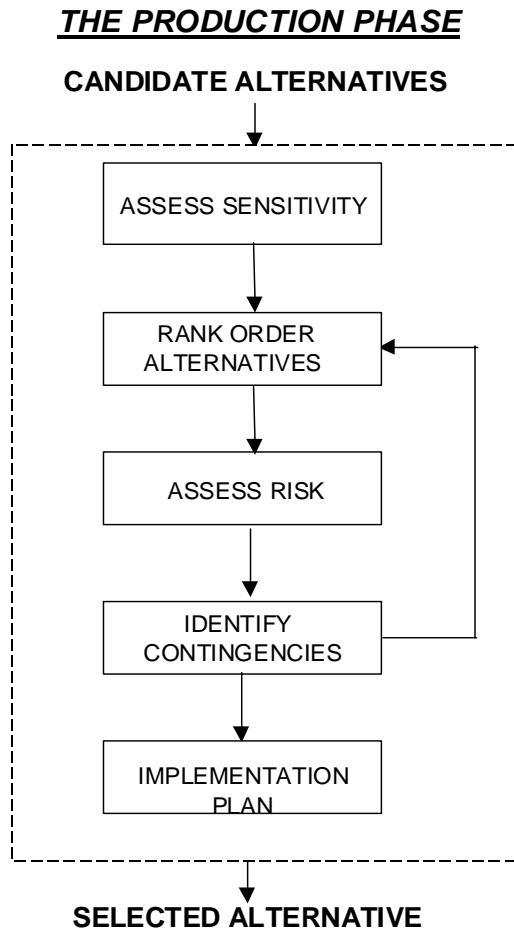 THE PRODUCTION PHASE
CANDIDATE ALTERNATIVES
ASSESS SENSITIVITY
RANK ORDER
ALTERNATIVES
ASSESS RISK
IDENTIFY
CONTINGENCIES
IMPLEMENTATION
PLAN
SELECTED ALTERNATIVE